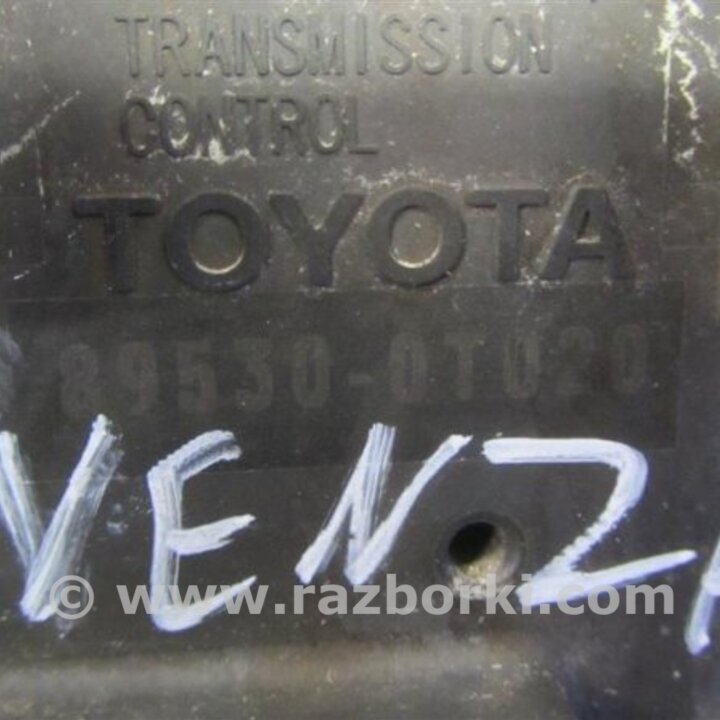 TRANSMISSION
CONTROL
TOYOTA
89530-0T020
VENZA
© www.razborki.com